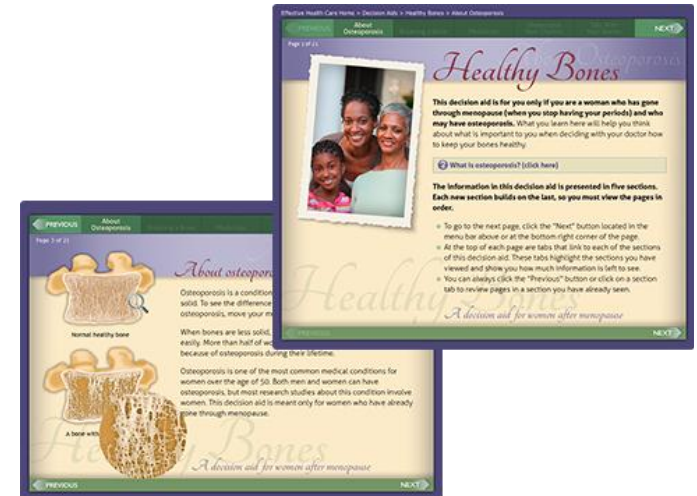 Effective Health Care Home > Decision Aids > Healthy Bones > About Osteoporosis
PREVIOUS
About
Osteoporosis
NEXT
Page 1 of 21
Healthy Bones
This decision aid is for you only if you are a woman who has gone
through menopause (when you stop having your periods) and who
may have osteoporosis. What you learn here will help you think
about what is important to you when deciding with your doctor how
to keep your bones healthy.
What is osteoporosis? (click here)
The information in this decision aid is presented in five sections.
Each new section builds on the last, so you must view the pages in
order.
To go to the next page, click the "Next" button located in the
menu bar above or at the bottom right corner of the page.
At the top of each page are tabs that link to each of the sections
of this decision aid. These tabs highlight the sections you have
viewed and show you how much information is left to see.
You can always click the "Previous" button or click on a section
tab to review pages in a section you have already seen.
Healthy Bones
A decision aid for women after menopause
PREVIOUS
NEXT
PREVIOUS
About
Osteoporosis
Page 3 of 21
About osteopor
Osteoporosis is a condition
solid. To see the difference
osteoporosis, move your m
Normal healthy bone
When bones are less solid,
easily. More than half of wo
because of osteoporosis during their lifetime.
Osteoporosis is one of the most common medical conditions for
women over the age of 50. Both men and women can have
osteoporosis, but most research studies about this condition involve
women. This decision aid is meant only for women who have already
gone through menopause.
A bone with
Healthy Bones
A decision aid for women after menopause
PREVIOUS
NEXT